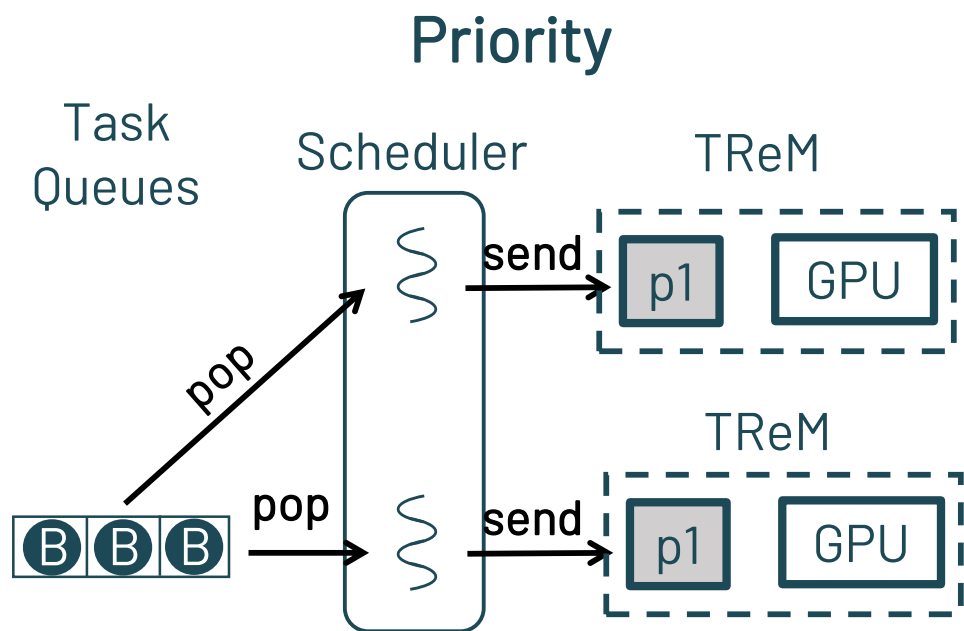 Priority
Task
Queues
Scheduler
TReM
send
p1
GPU
pop
TReM
pop
send
B B B
p1
GPU